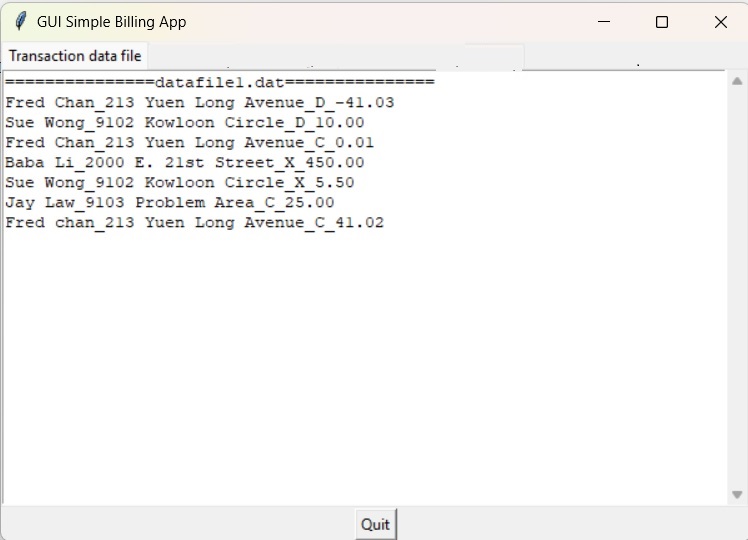 GUI Simple Billing App
Transaction data file
===============datafile1.dat===============
Fred Chan_213 Yuen Long Avenue_D_-41.03
Sue Wong_9102 Kowloon Circle_D_10.00
Fred Chan_213 Yuen Long Avenue_C_0.01
Baba Li_2000 E. 21st Street_X_450.00
Sue Wong_9102 Kowloon Circle_X_5.50
Jay Law_9103 Problem Area_C_25.00
Fred chan_213 Yuen Long Avenue_C_41.02
Quit